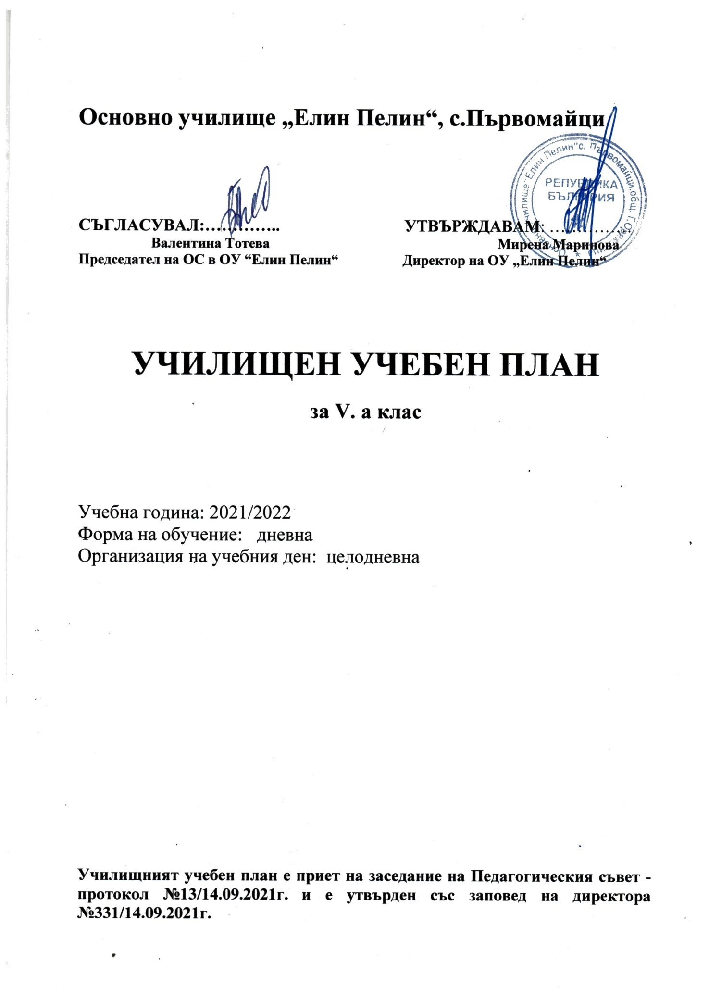 Основно училище „Елин Пелин“, с.Първомайци
Основно училище "Елин Пелин" с. Първомайци, общ. Г.Оряховица
РЕПУБЛИКА
БЪЛГАРИЯ
СЪГЛАСУВАЛ:…………..
Валентина Тотева
Председател на ОС в ОУ “Елин Пелин“
УТВЪРЖДАВАМ: ……………
Мирена Маринова
Директор на ОУ „Елин Пелин“
УЧИЛИЩЕН УЧЕБЕН ПЛАН
за V. а клас
Учебна година: 2021/2022
Форма на обучение: дневна
Организация на учебния ден: целодневна
Училищният учебен план е приет на заседание на Педагогическия съвет -
протокол №13/14.09.2021г. и е утвърден със заповед на директора
№331/14.09.2021г.